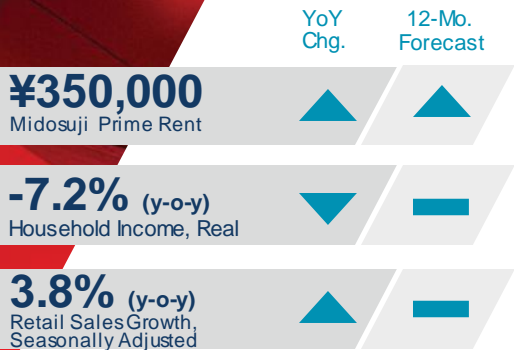 YoY
Chg.
12-Mo.
Forecast
¥350,000
Midosuji Prime Rent
-7.2% (y-o-y)
Household Income, Real
3.8% (y-o-y)
Retail Sales Growth,
Seasonally Adjusted